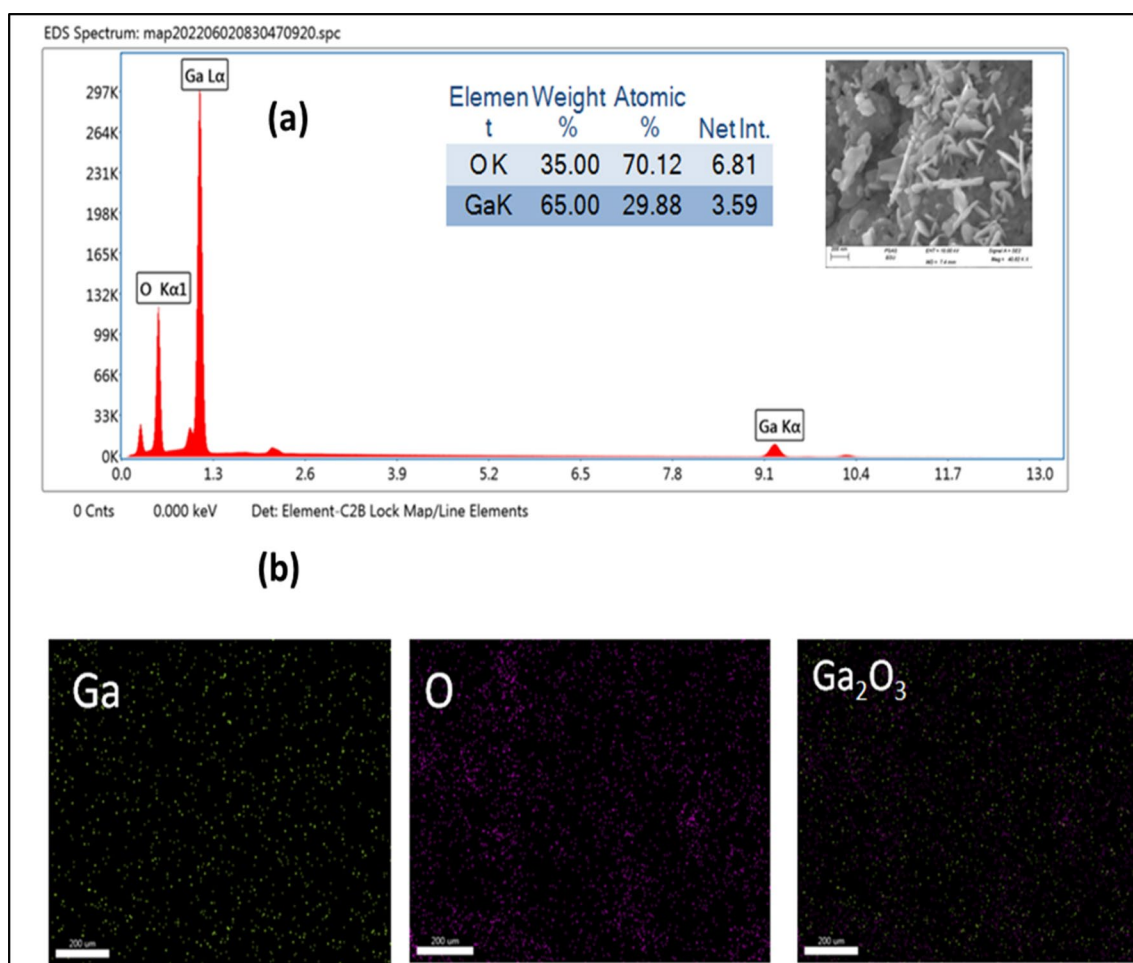 EDS Spectrum: map202206020830470920.spc
297K
264K
231K
198K
165K
132K
99K
66K
33K
0K
Ga Lα
(a)
O Kα1
Ga Kα
Elemen Weight Atomic
t % % Net Int.
O K 35.00 70.12 6.81
GaK 65.00 29.88 3.59
0.0 1.3 2.6 3.9 5.2 6.5 7.8 9.1 10.4 11.7 13.0
0 Cnts 0.000 keV Det: Element-C2B Lock Map/Line Elements
(b)
Ga
O
Ga₂O₃
200 um
200 um
200 um